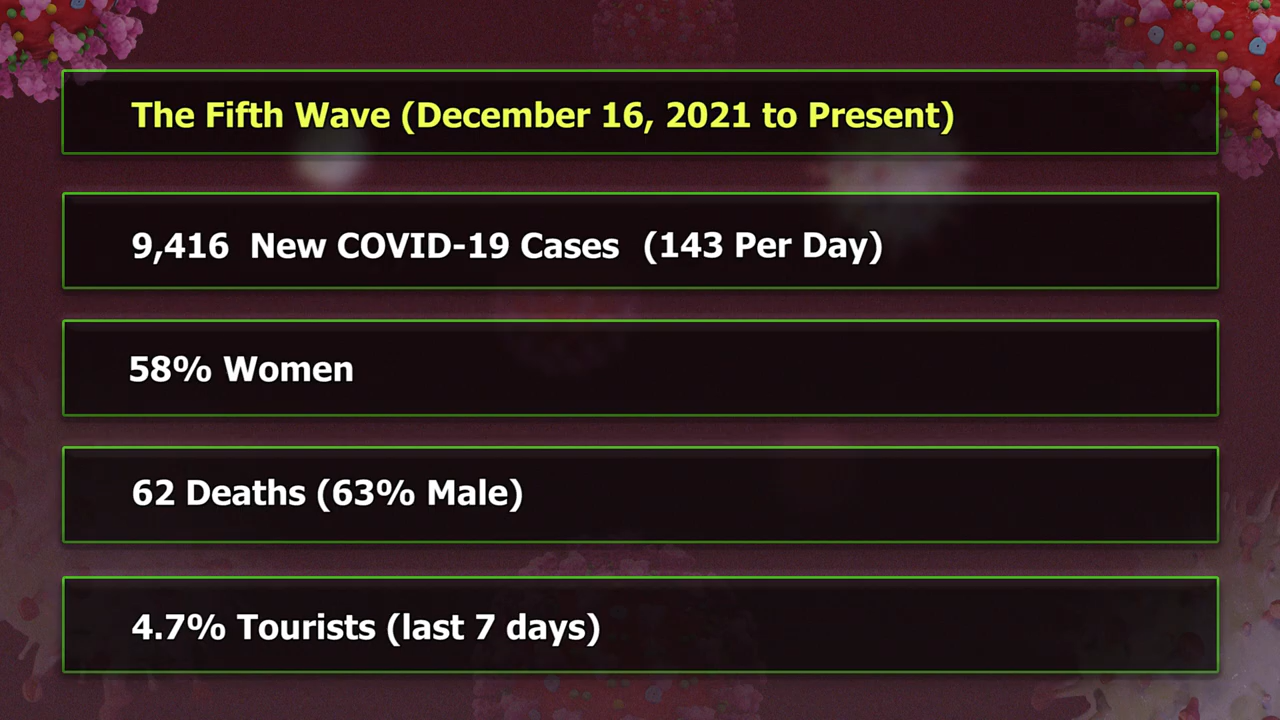 The Fifth Wave (December 16, 2021 to Present)
9,416 New COVID-19 Cases (143 Per Day)
58% Women
62 Deaths (63% Male)
4.7% Tourists (last 7 days)